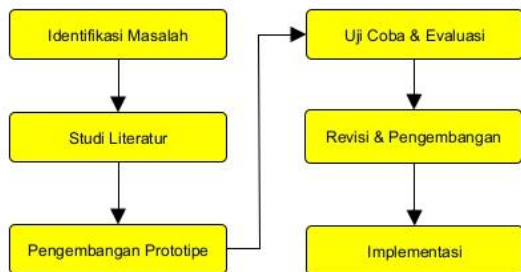 Identifikasi Masalah
Studi Literatur
Pengembangan Prototipe
Uji Coba & Evaluasi
Revisi & Pengembangan
Implementasi